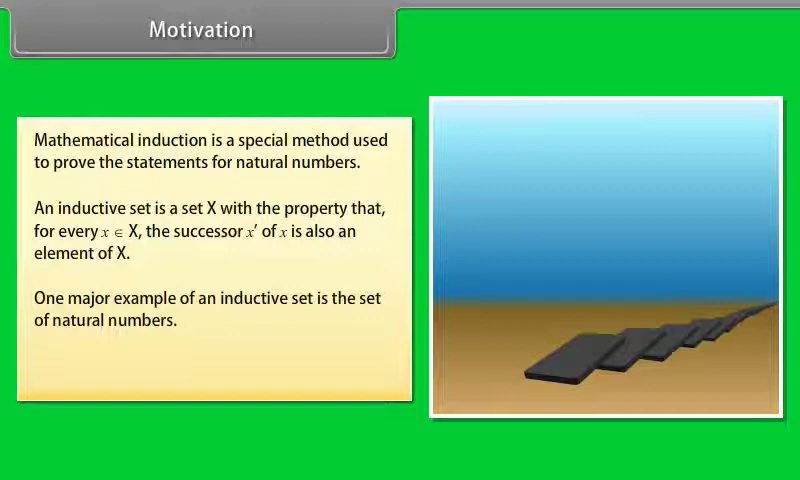 Motivation
Mathematical induction is a special method used
to prove the statements for natural numbers.
An inductive set is a set X with the property that,
for every x ∈ X, the successor x′ of x is also an
element of X.
One major example of an inductive set is the set
of natural numbers.